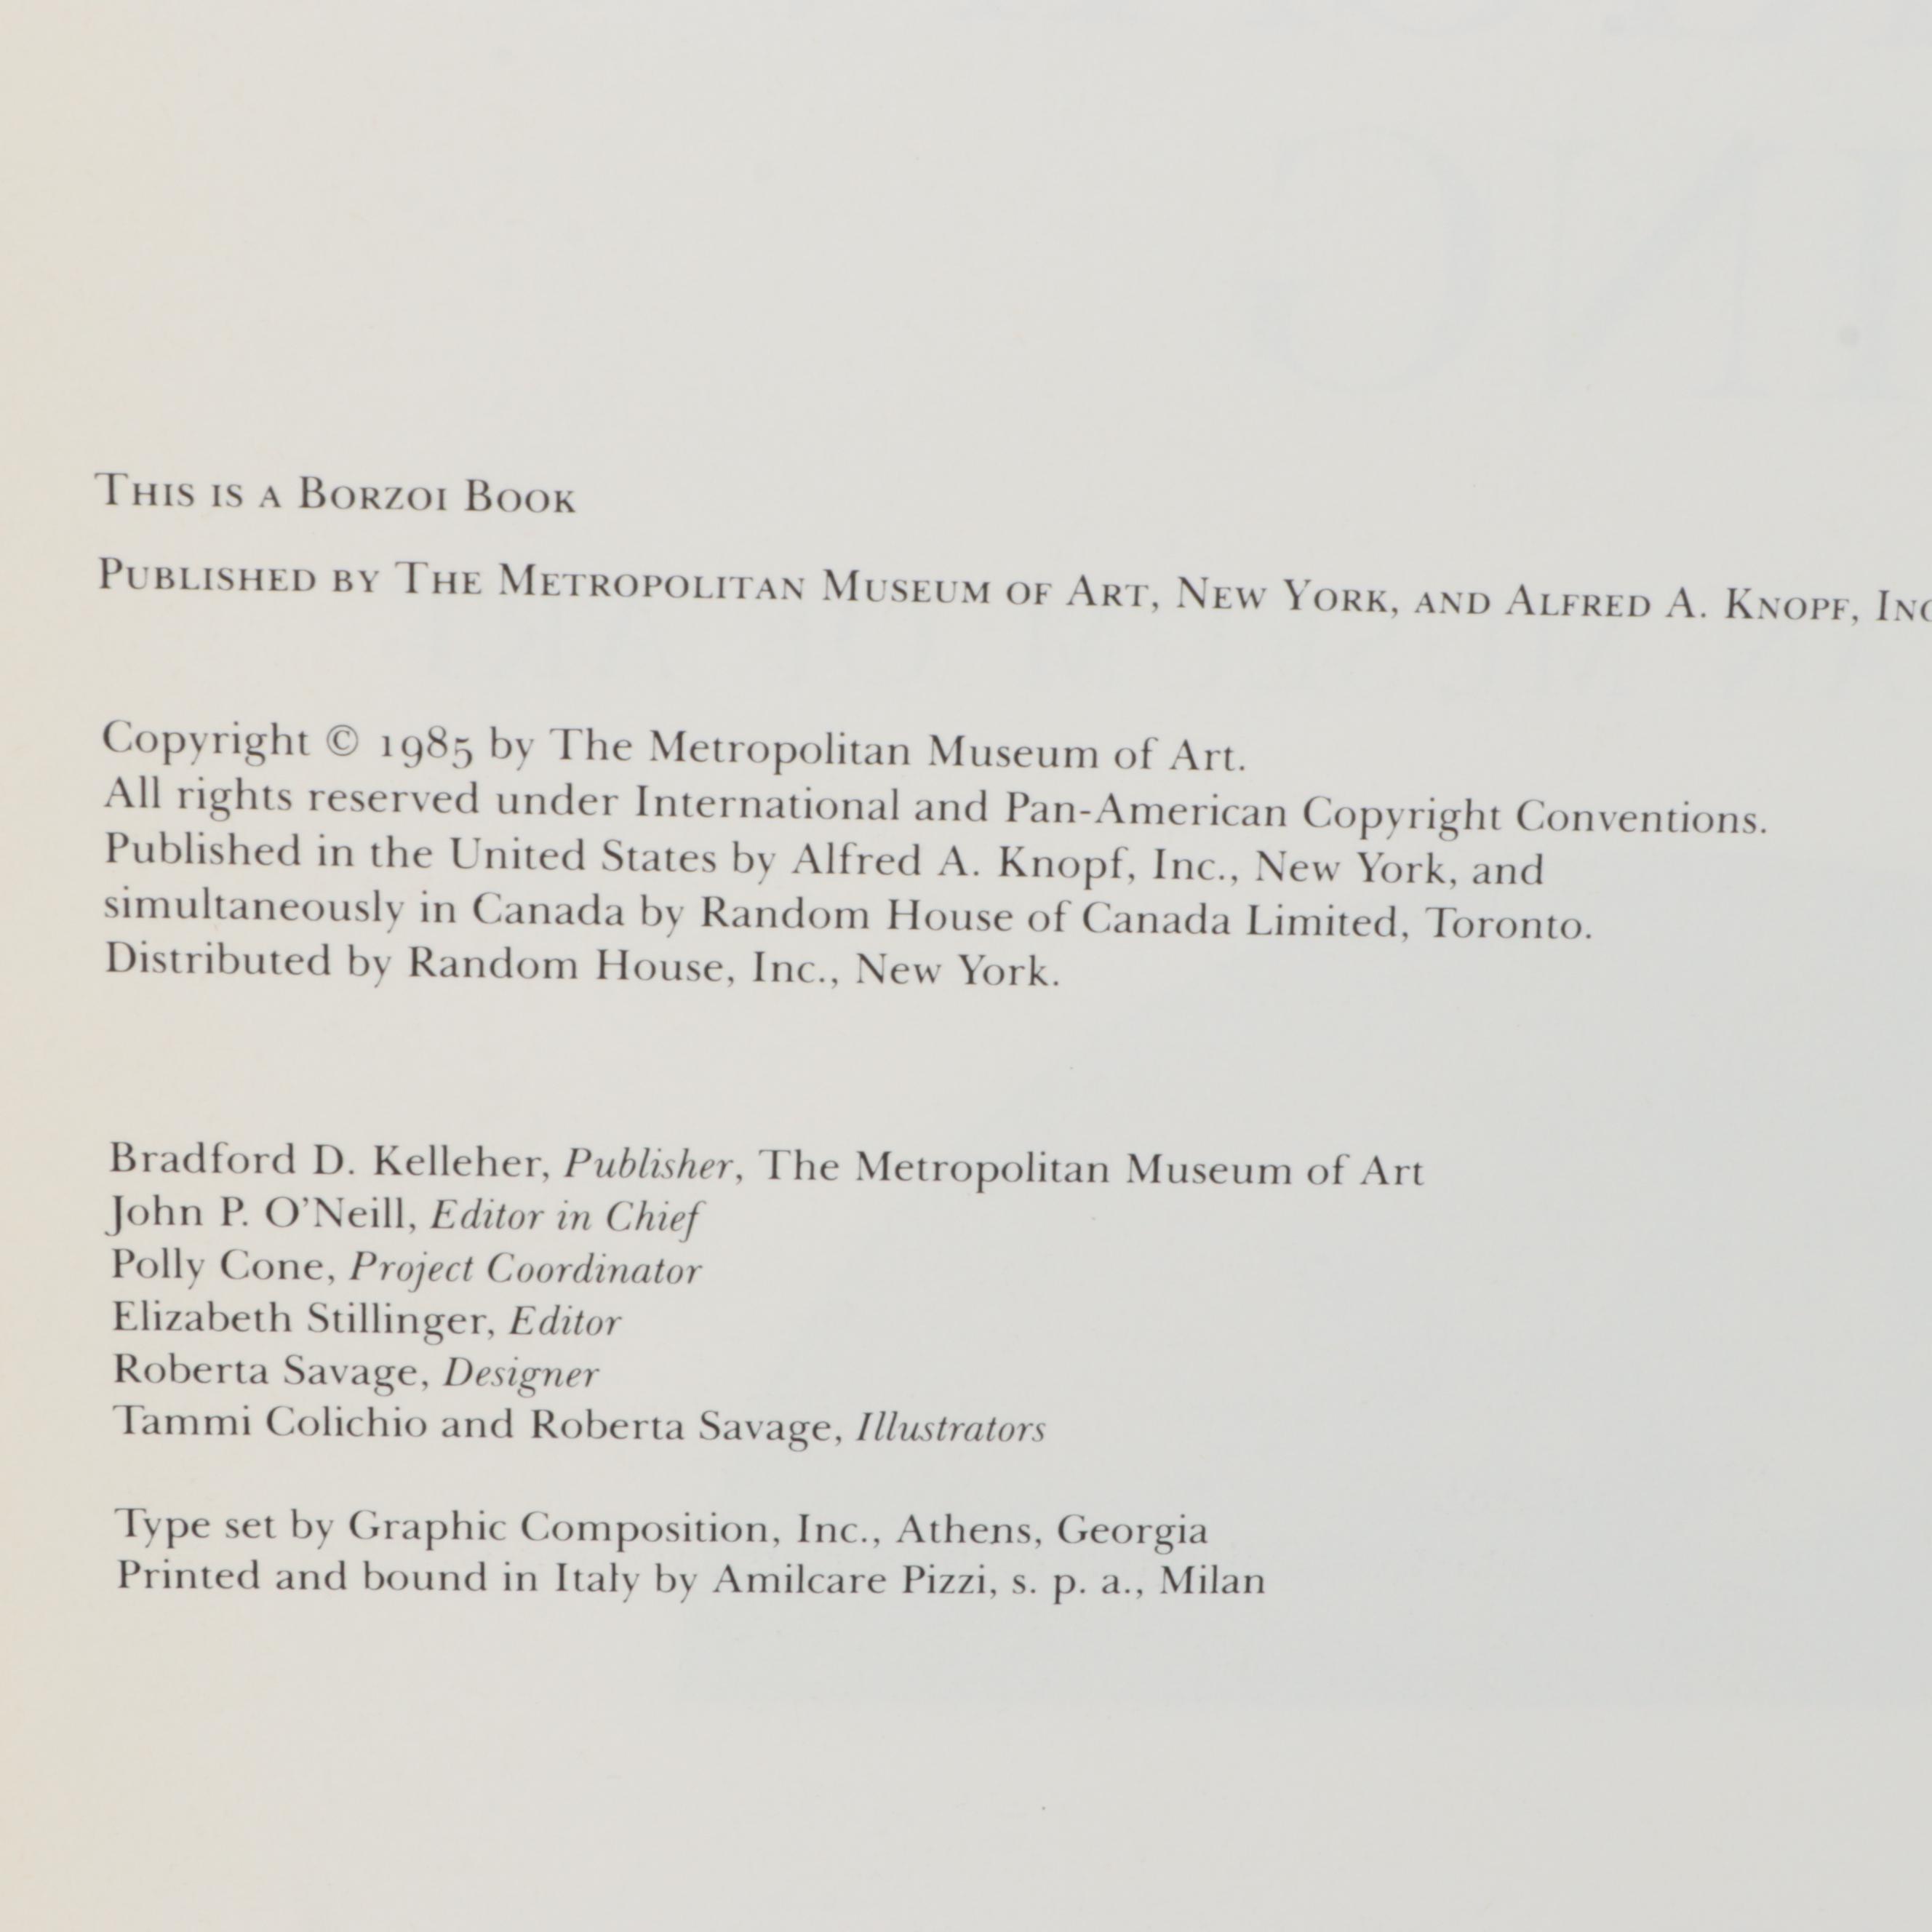 THIS IS A BORZOI BOOK
PUBLISHED BY THE METROPOLITAN MUSEUM OF ART, NEW YORK, AND ALFRED A. KNOPF, INC
Copyright © 1985 by The Metropolitan Museum of Art.
All rights reserved under International and Pan-American Copyright Conventions.
Published in the United States by Alfred A. Knopf, Inc., New York, and
simultaneously in Canada by Random House of Canada Limited, Toronto.
Distributed by Random House, Inc., New York.
Bradford D. Kelleher, Publisher, The Metropolitan Museum of Art
John P. O'Neill, Editor in Chief
Polly Cone, Project Coordinator
Elizabeth Stillinger, Editor
Roberta Savage, Designer
Tammi Colichio and Roberta Savage, Illustrators
Type set by Graphic Composition, Inc., Athens, Georgia
Printed and bound in Italy by Amilcare Pizzi, s. p. a., Milan